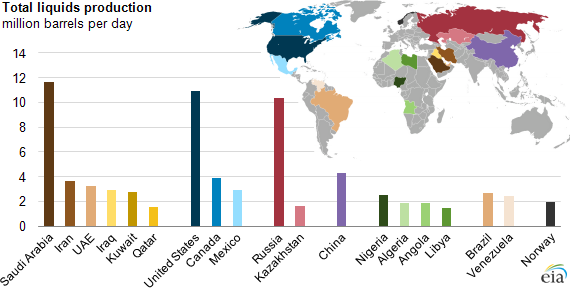 Total liquids production
million barrels per day
14
12
10
8
6
4
2
0
Saudi Arabia
Iran
UAE
Iraq
Kuwait
Qatar
United States
Canada
Mexico
Russia
Kazakhstan
China
Nigeria
Algeria
Angola
Libya
Brazil
Venezuela
Norway
eia